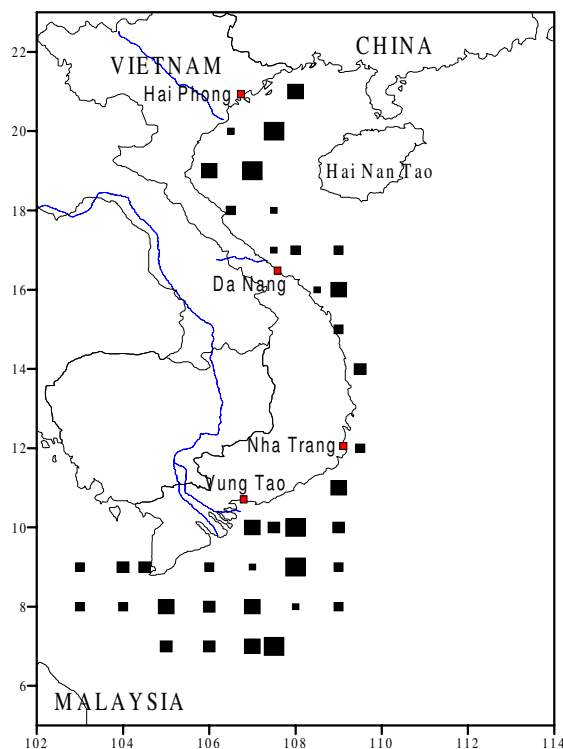 CHINA
VIETNAM
Hai Phong
Hai Nan Tao
Da Nang
Nha Trang
Vung Tao
MALAYSIA
22
20
18
16
14
12
10
8
6
102 104 106 108 110 112 114